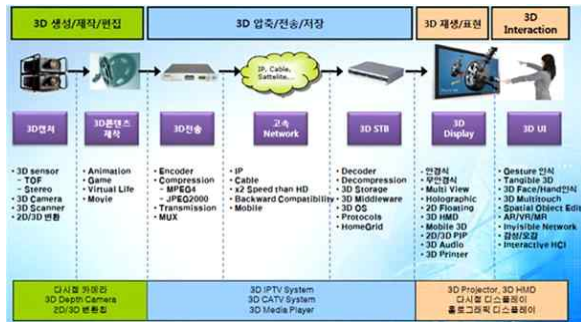 3D 생성/제작/편집
3D 압축/전송/저장
3D 재생/표현
3D Interaction
IP, Cable, Sattelite,...
3D캡쳐
3D콘텐츠 제작
3D전송
고속 Network
3D STB
3D Display
3D UI
• 3D sensor
- TOF
- Stereo
• 3D Camera
• 3D Scanner
• 2D/3D 변환
• Animation
• Game
• Virtual Life
• Movie
• Encoder
• Compression
- MPEG4
- JPEG2000
• Transmission
• MUX
• IP
• Cable
• x2 Speed than HD
• Backward Compatibility
• Mobile
• Decoder
• Decompression
• 3D Storage
• 3D Middleware
• 3D OS
• Protocols
• HomeGrid
• 안경식
• 무안경식
• Multi View
• Holographic
• 2D Floating
• 3D HMD
• Mobile 3D
• 2D/3D PIP
• 3D Audio
• 3D Printer
• Gesture 인식
• Tangible 3D
• 3D Face/Hand인식
• 3D Multitouch
• Spatial Object Edit
• AR/VR/MR
• Invisible Network
• 감성/오감
• Interactive HCI
다시점 카메라
3D Depth Camera
2D/3D 변환칩
3D IPTV System
3D CATV System
3D Media Player
3D Projector, 3D HMD
다시점 디스플레이
홀로그래픽 디스플레이